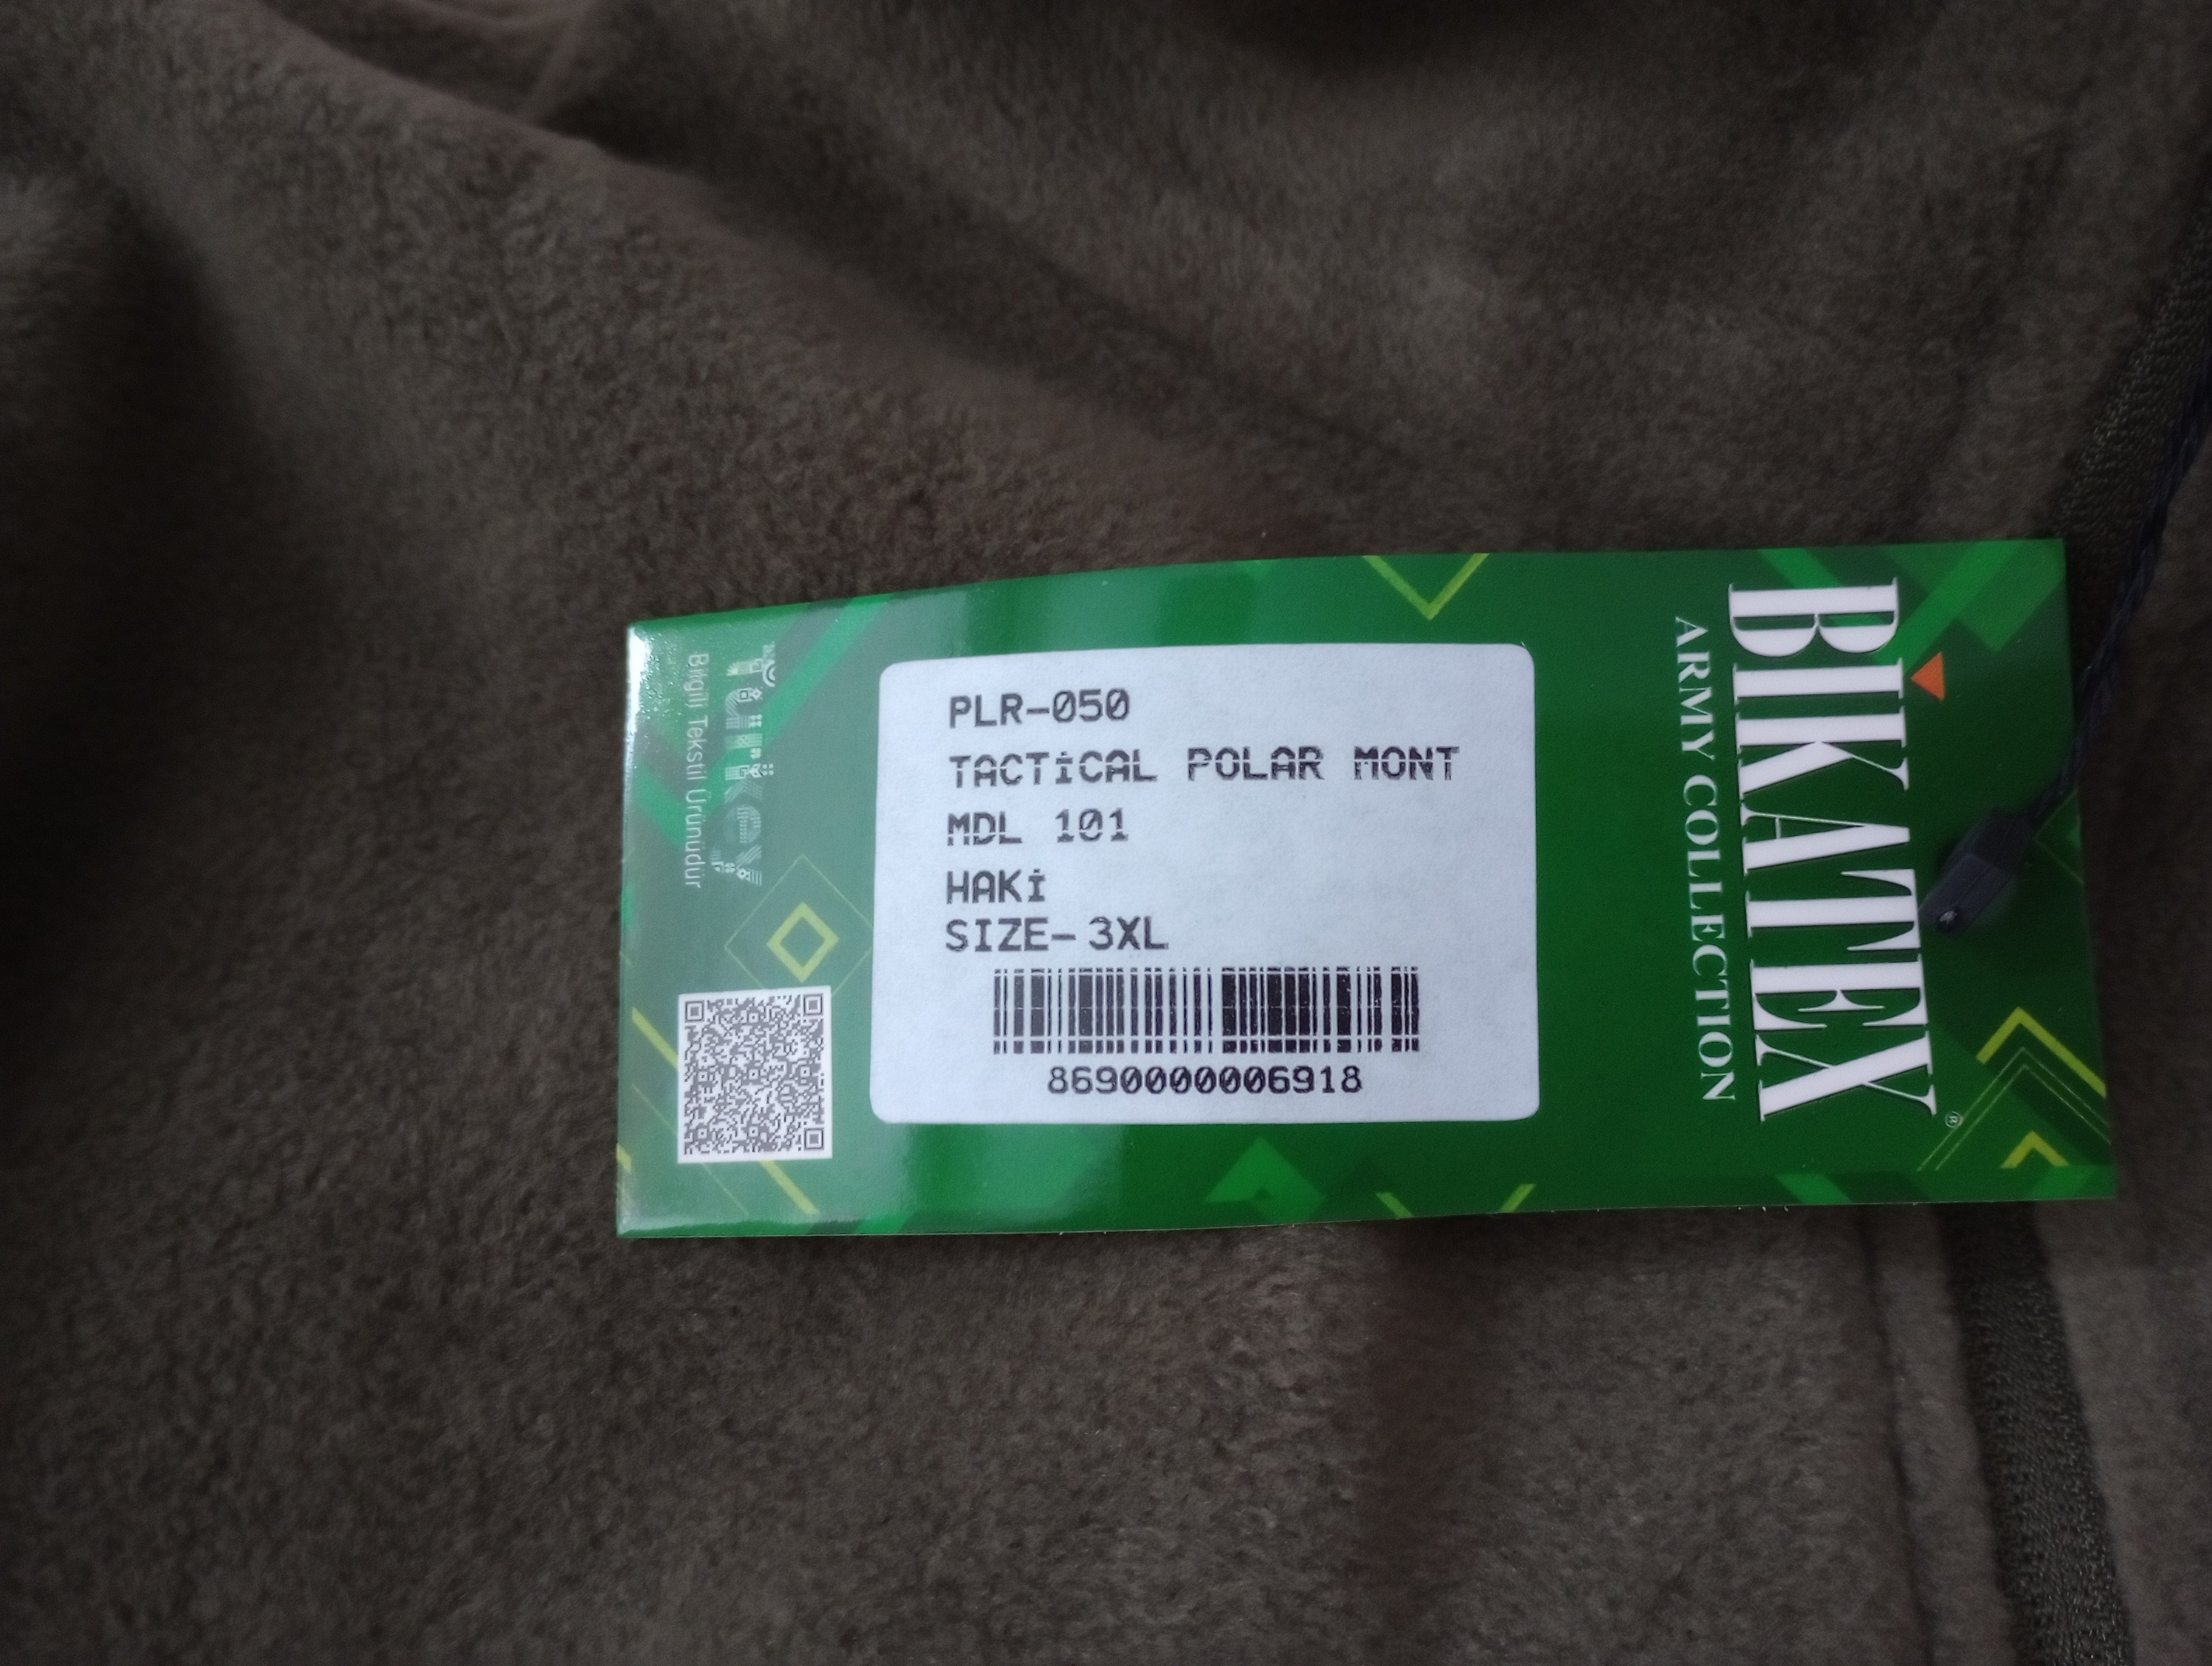 PLR-050
TACTİCAL POLAR MONT
MDL 101
HAKİ
SIZE-3XL
8690000006918
BİKATEX
®
ARMY COLLECTION
Turkey
Bilgili Tekstil Ürünüdür